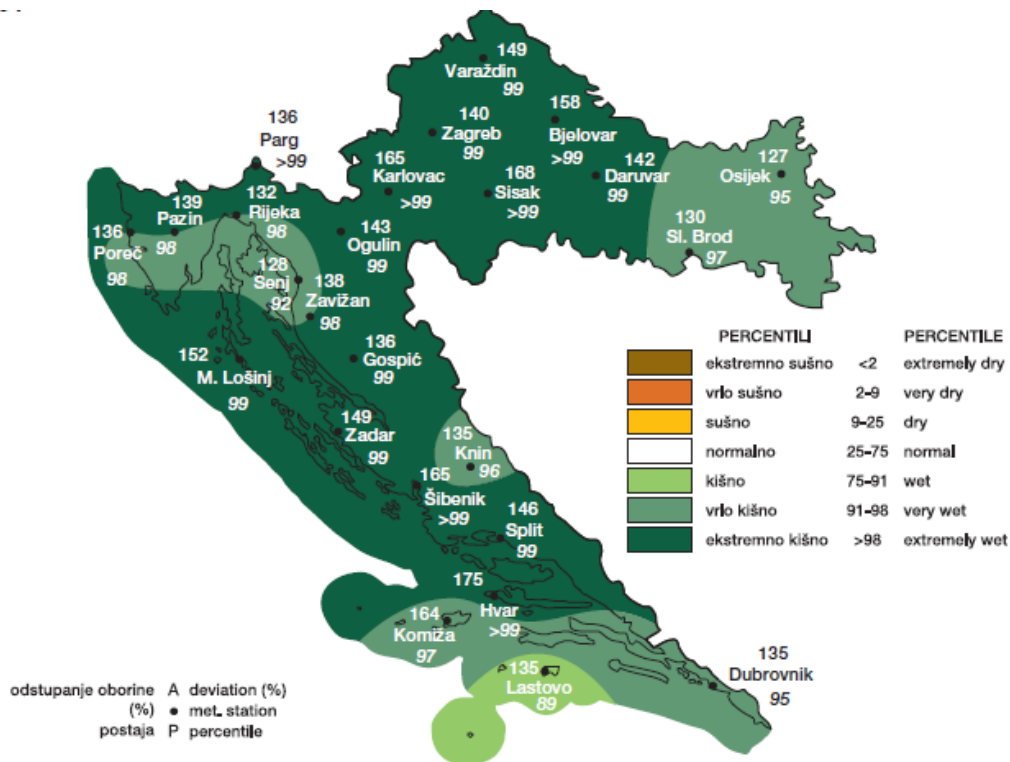 149
Varaždin
99
140
Zagreb
99
158
Bjelovar
>99
136
Parg
>99
165
Karlovac
>99
168
Sisak
>99
142
Daruvar
99
127
Osijek
95
130
Sl. Brod
97
139
Pazin
98
132
Rijeka
98
136
Poreč
98
143
Ogulin
99
128
Senj
92
138
Zavižan
98
136
Gospić
99
152
M. Lošinj
99
149
Zadar
99
135
Knin
96
165
Šibenik
>99
146
Split
99
175
Hvar
>99
164
Komiža
97
135
Lastovo
89
135
Dubrovnik
95
PERCENTILI PERCENTILE
ekstremno sušno <2 extremely dry
vrlo sušno 2-9 very dry
sušno 9-25 dry
normalno 25-75 normal
kišno 75-91 wet
vrlo kišno 91-98 very wet
ekstremno kišno >98 extremely wet
odstupanje oborine A deviation (%)
(%) ● met. station
postaja P percentile